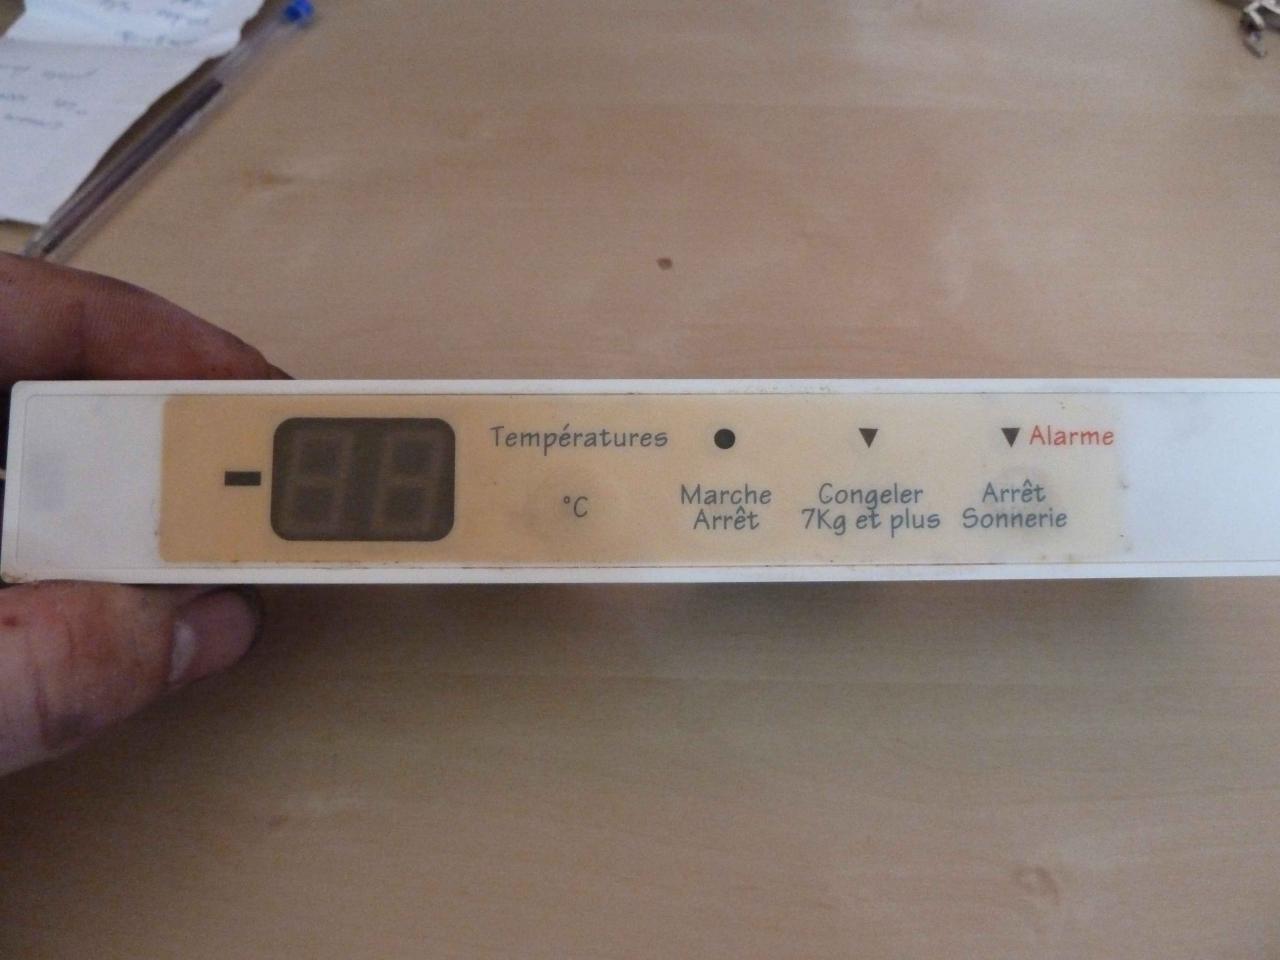 Températures
°C
Marche
Arrêt
Congeler
7Kg et plus
Alarme
Arrêt
Sonnerie